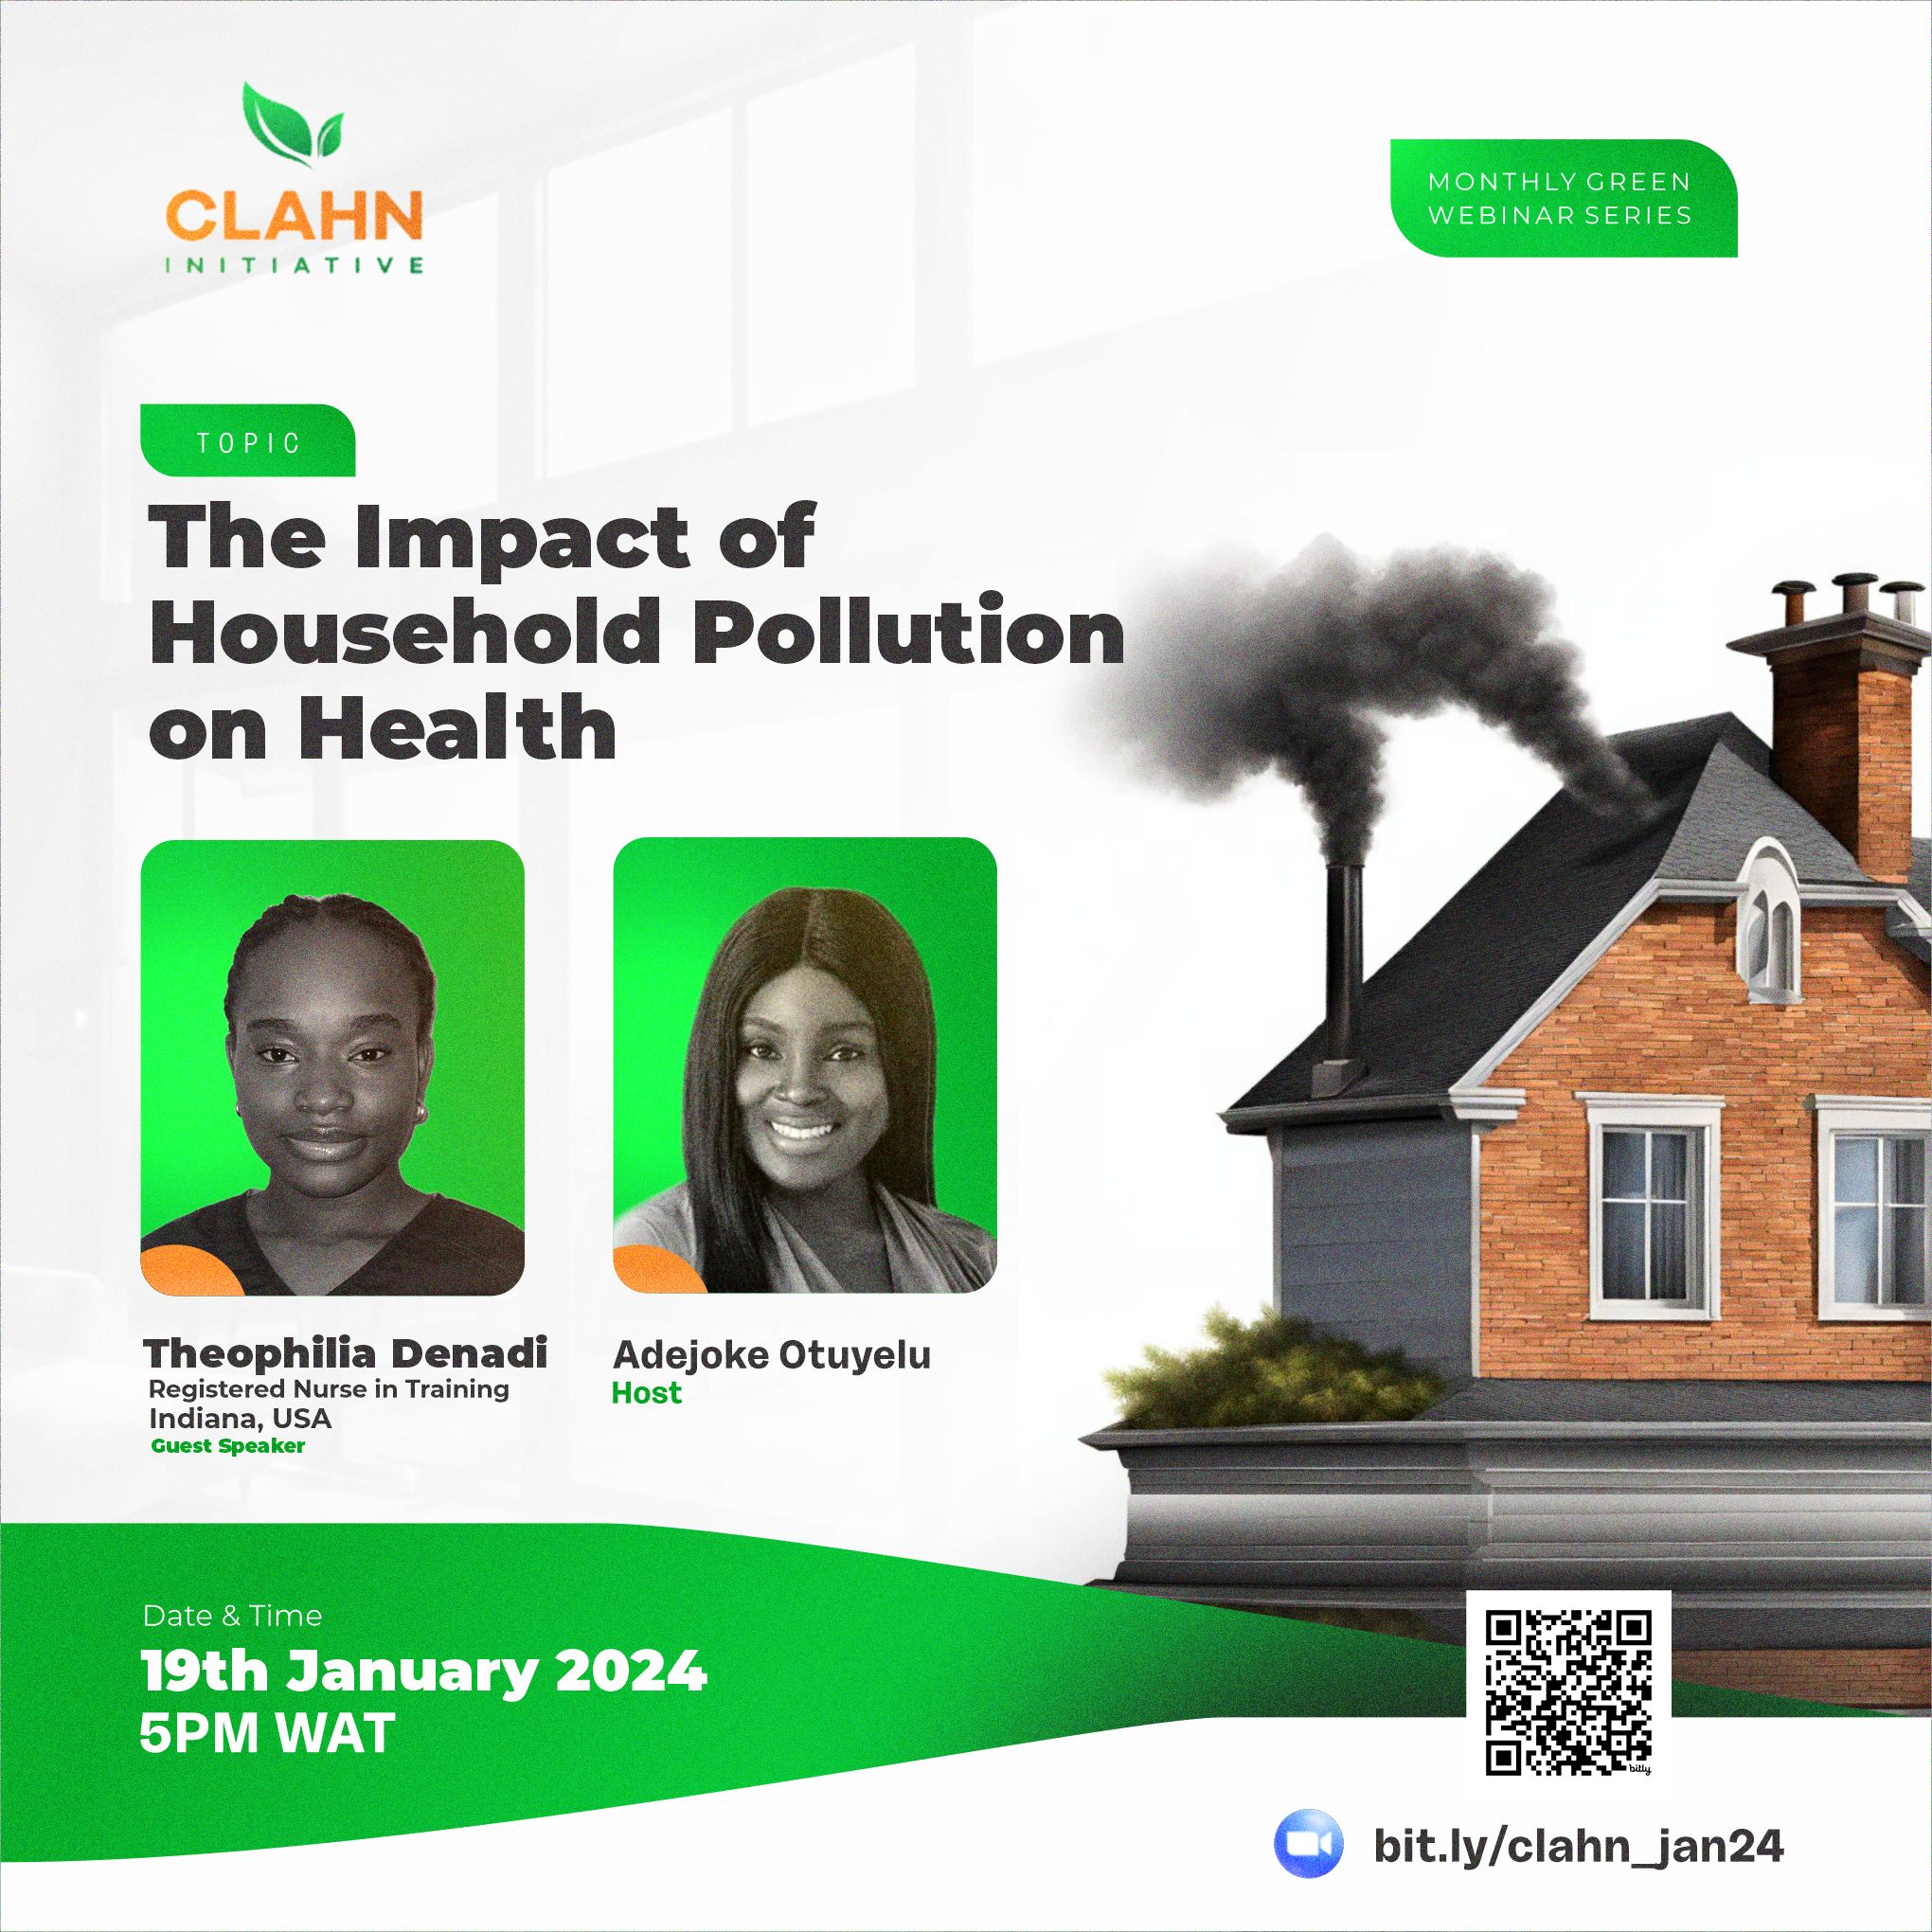 CLAHN
INITIATIVE
MONTHLY GREEN
WEBINAR SERIES
TOPIC
The Impact of
Household Pollution
on Health
Theophilia Denadi
Registered Nurse in Training
Indiana, USA
Guest Speaker
Adejoke Otuyelu
Host
Date & Time
19th January 2024
5PM WAT
bitly
bit.ly/clahn_jan24